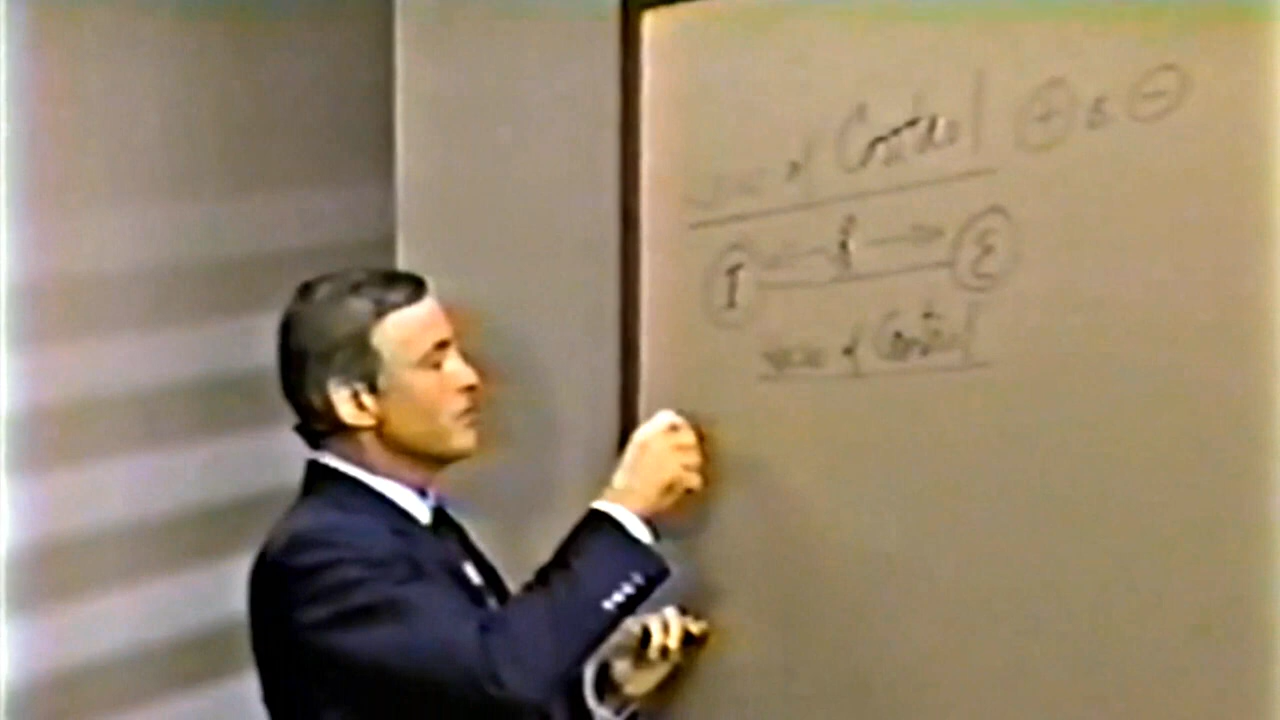 of Control ⊕ & ⊖
I E
of Control